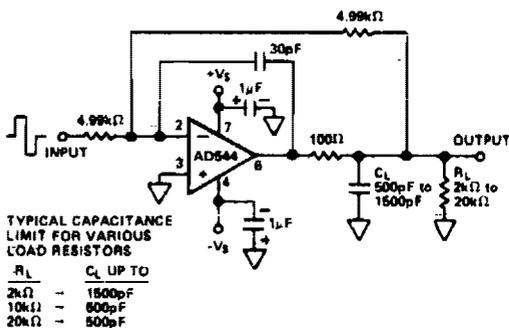 4.99kΩ
30pF
+Vs
1μF
4.99kΩ
2
7
INPUT
AD544
3
6
4
100Ω
OUTPUT
CL
500pF to
1500pF
RL
2kΩ to
20kΩ
1μF
-Vs
TYPICAL CAPACITANCE
LIMIT FOR VARIOUS
LOAD RESISTORS
RL CL UP TO
2kΩ – 1500pF
10kΩ – 500pF
20kΩ – 500pF